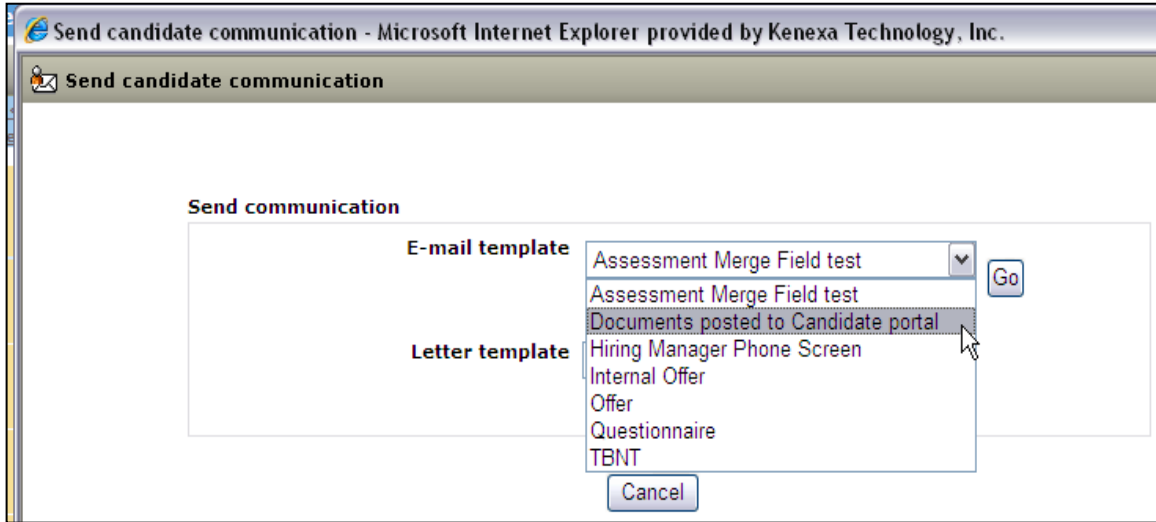 Send candidate communication - Microsoft Internet Explorer provided by Kenexa Technology, Inc.
Send candidate communication
Send communication
E-mail template
Assessment Merge Field test
Go
Assessment Merge Field test
Documents posted to Candidate portal
Letter template
Hiring Manager Phone Screen
Internal Offer
Offer
Questionnaire
TBNT
Cancel